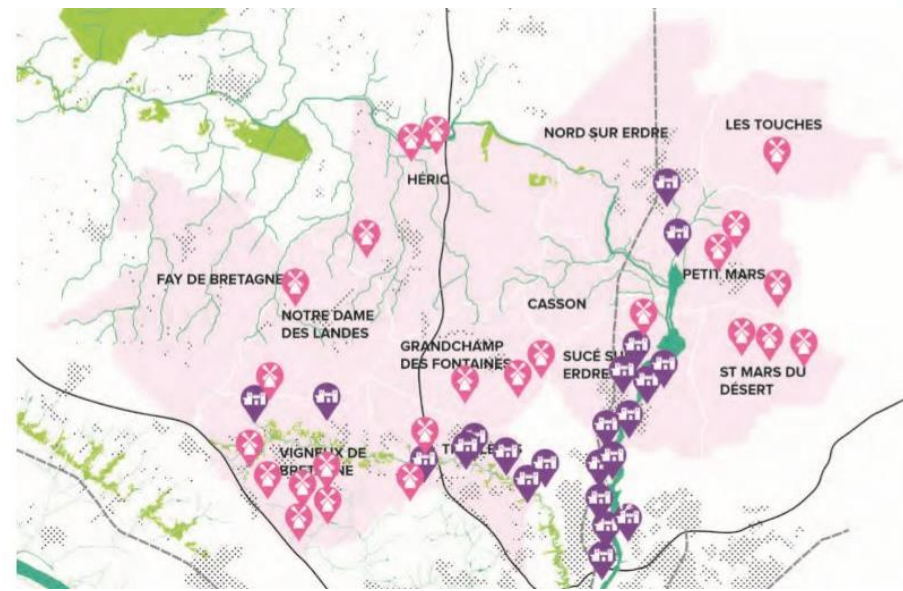 NORD SUR ERDRE
LES TOUCHES
HÉRIC
FAY DE BRETAGNE
PETIT MARS
NOTRE DAME
DES LANDES
CASSON
GRANDCHAMP
DES FONTAINES
SUCÉ SUR
ERDRE
ST MARS DU
DÉSERT
VIGNEUX DE
BRETAGNE